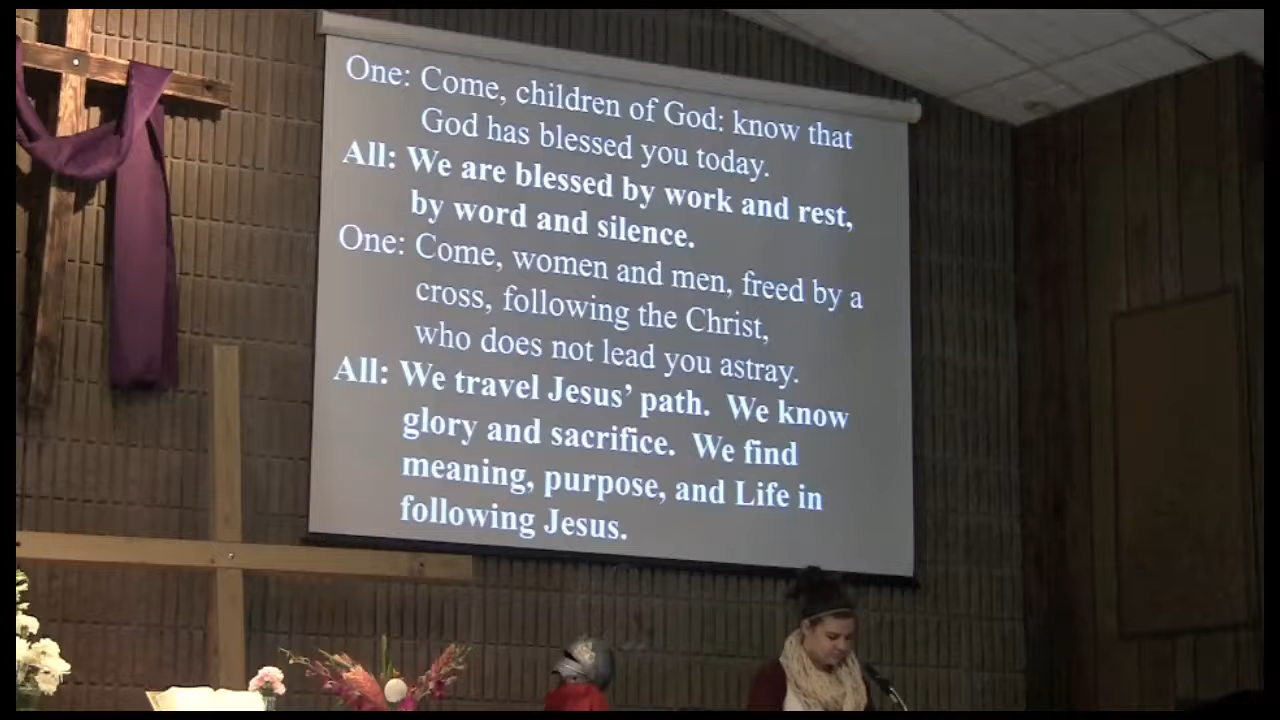 One: Come, children of God: know that
God has blessed you today.
All: We are blessed by work and rest,
by word and silence.
One: Come, women and men, freed by a
cross, following the Christ,
who does not lead you astray.
All: We travel Jesus’ path. We know
glory and sacrifice. We find
meaning, purpose, and Life in
following Jesus.